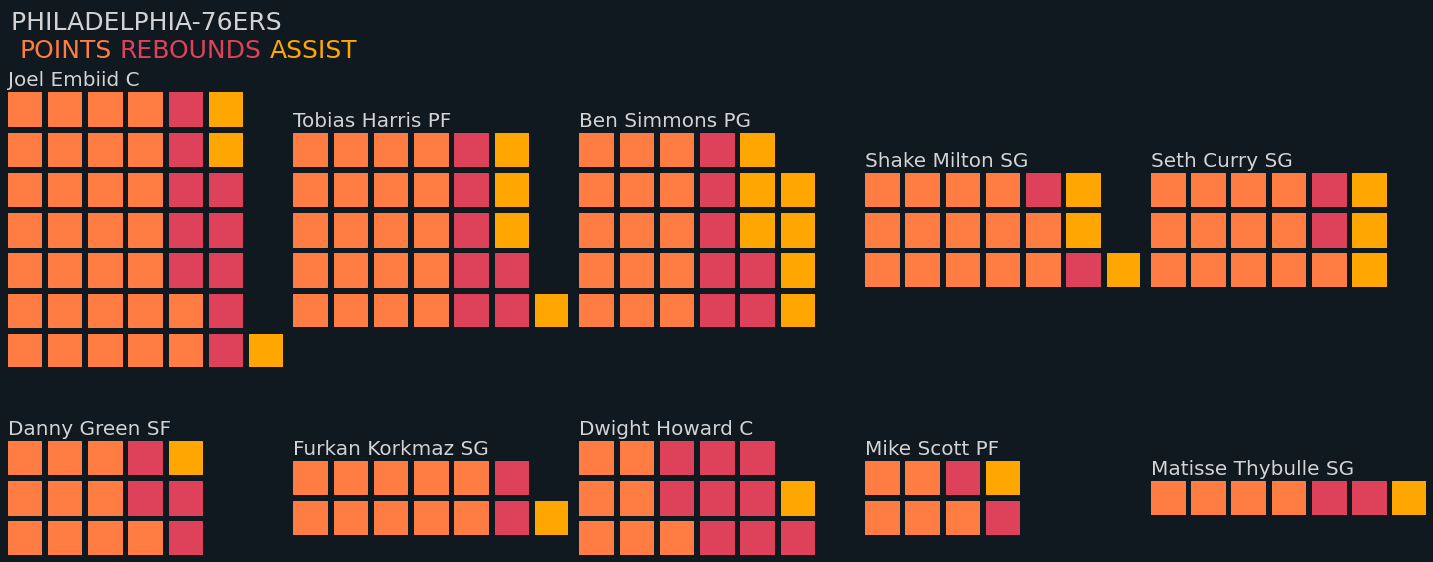 PHILADELPHIA-76ERS
POINTS REBOUNDS ASSIST
Joel Embiid C
Tobias Harris PF
Ben Simmons PG
Shake Milton SG
Seth Curry SG
Danny Green SF
Furkan Korkmaz SG
Dwight Howard C
Mike Scott PF
Matisse Thybulle SG